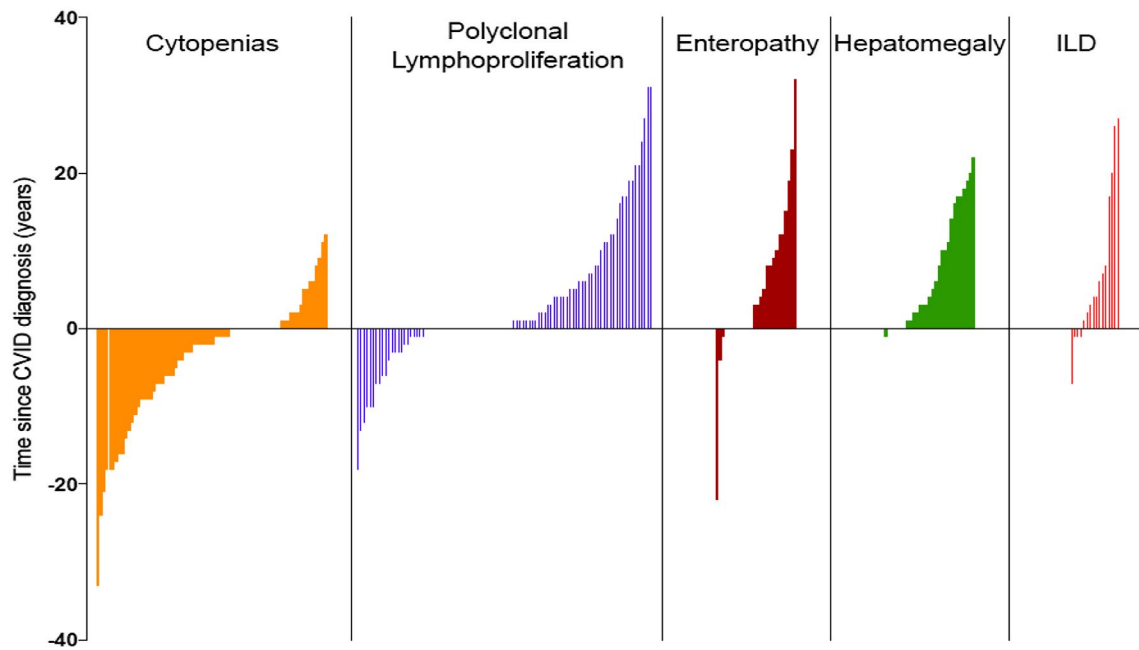 40
Cytopenias
Polyclonal
Lymphoproliferation
Enteropathy
Hepatomegaly
ILD
20
0
-20
-40
Time since CVID diagnosis (years)